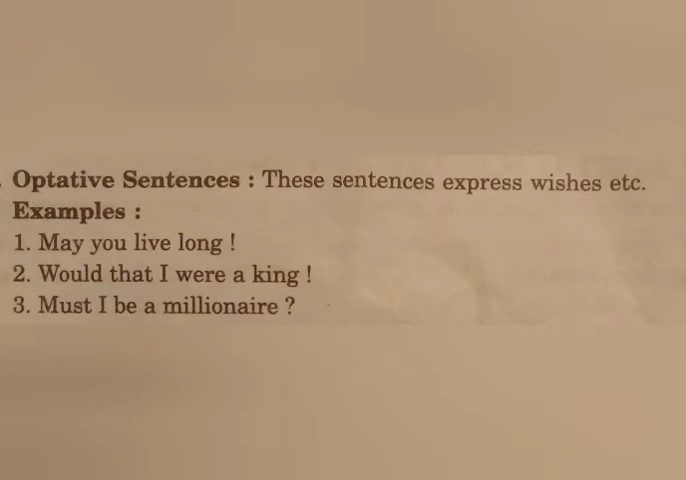 Optative Sentences : These sentences express wishes etc.
Examples :
1. May you live long !
2. Would that I were a king !
3. Must I be a millionaire ?